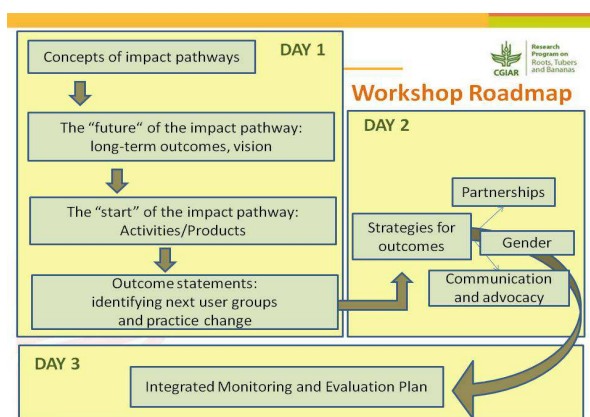 DAY 1
Concepts of impact pathways
The “future“ of the impact pathway:
long-term outcomes, vision
The “start” of the impact pathway:
Activities/Products
Outcome statements:
identifying next user groups
and practice change
CGIAR
Research
Program on
Roots, Tubers
and Bananas
Workshop Roadmap
DAY 2
Partnerships
Strategies for
outcomes
Gender
Communication
and advocacy
DAY 3
Integrated Monitoring and Evaluation Plan